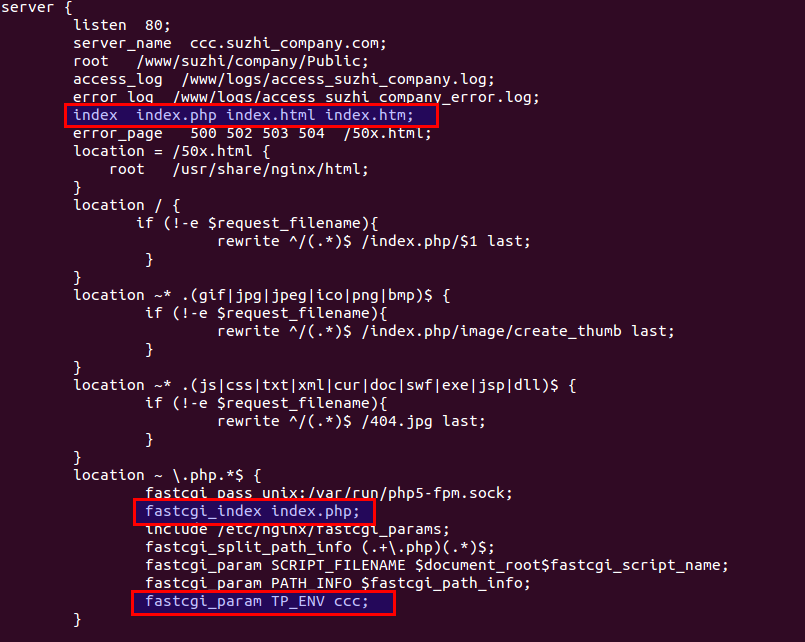 server {
listen 80;
server_name ccc.suzhi_company.com;
root /www/suzhi/company/Public;
access_log /www/logs/access_suzhi_company.log;
error_log /www/logs/access_suzhi_company_error.log;
index index.php index.html index.htm;
error_page 500 502 503 504 /50x.html;
location = /50x.html {
root /usr/share/nginx/html;
}
location / {
if (!-e $request_filename){
rewrite ^/(.*)$ /index.php/$1 last;
}
}
location ~* .(gif|jpg|jpeg|ico|png|bmp)$ {
if (!-e $request_filename){
rewrite ^/(.*)$ /index.php/image/create_thumb last;
}
}
location ~* .(js|css|txt|xml|cur|doc|swf|exe|jsp|dll)$ {
if (!-e $request_filename){
rewrite ^/(.*)$ /404.jpg last;
}
}
location ~ \.php.*$ {
fastcgi_pass unix:/var/run/php5-fpm.sock;
fastcgi_index index.php;
include /etc/nginx/fastcgi_params;
fastcgi_split_path_info (.+\.php)(.*)$;
fastcgi_param SCRIPT_FILENAME $document_root$fastcgi_script_name;
fastcgi_param PATH_INFO $fastcgi_path_info;
fastcgi_param TP_ENV ccc;
}